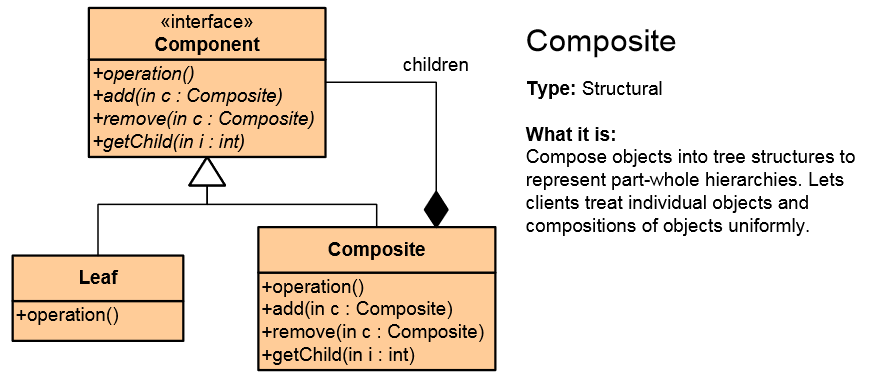 «interface»
Component
+operation()
+add(in c : Composite)
+remove(in c : Composite)
+getChild(in i : int)
children
Leaf
+operation()
Composite
+operation()
+add(in c : Composite)
+remove(in c : Composite)
+getChild(in i : int)
Composite
Type: Structural
What it is:
Compose objects into tree structures to
represent part-whole hierarchies. Lets
clients treat individual objects and
compositions of objects uniformly.